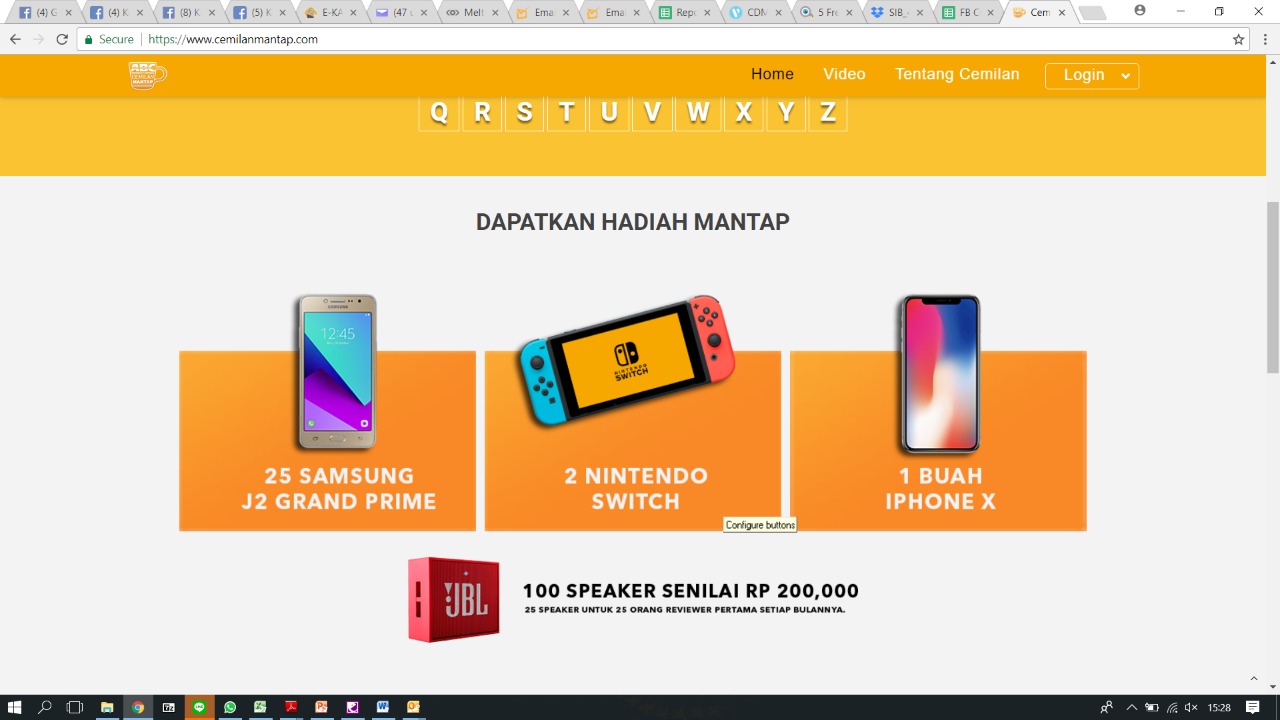 (4) G
(4) K
(8) K
(5) K
E-KA
(47 u
Melt
Ema
Ema
Repo
CDM
5 Fre
SIB_
FB C
Cem
Secure
https://www.cemilanmantap.com
ABC
CEMILAN
MANTAP
Home
Video
Tentang Cemilan
Login
Q R S T U V W X Y Z
DAPATKAN HADIAH MANTAP
SAMSUNG
12:45
25 SAMSUNG
J2 GRAND PRIME
NINTENDO
SWITCH
2 NINTENDO
SWITCH
1 BUAH
IPHONE X
Configure buttons
JBL
100 SPEAKER SENILAI RP 200,000
25 SPEAKER UNTUK 25 ORANG REVIEWER PERTAMA SETIAP BULANNYA.
15:28